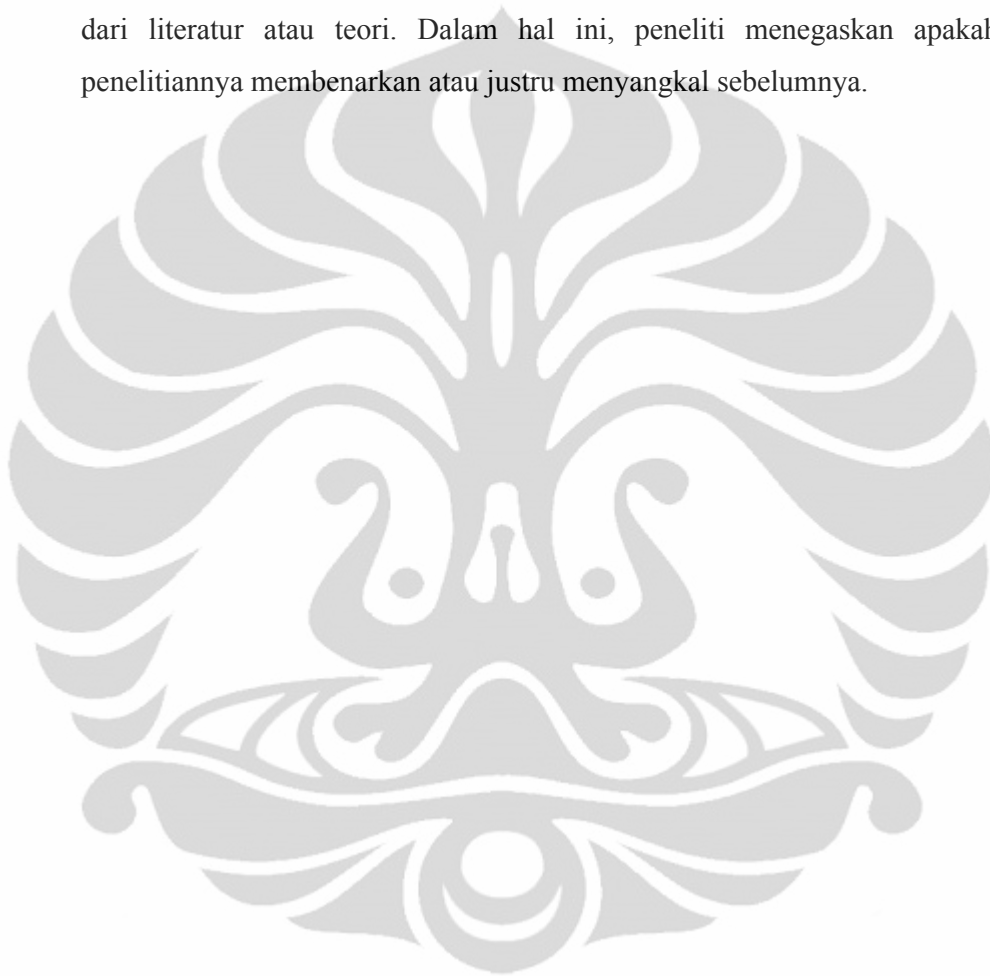 dari literatur atau teori. Dalam hal ini, peneliti menegaskan apakah
penelitiannya membenarkan atau justru menyangkal sebelumnya.